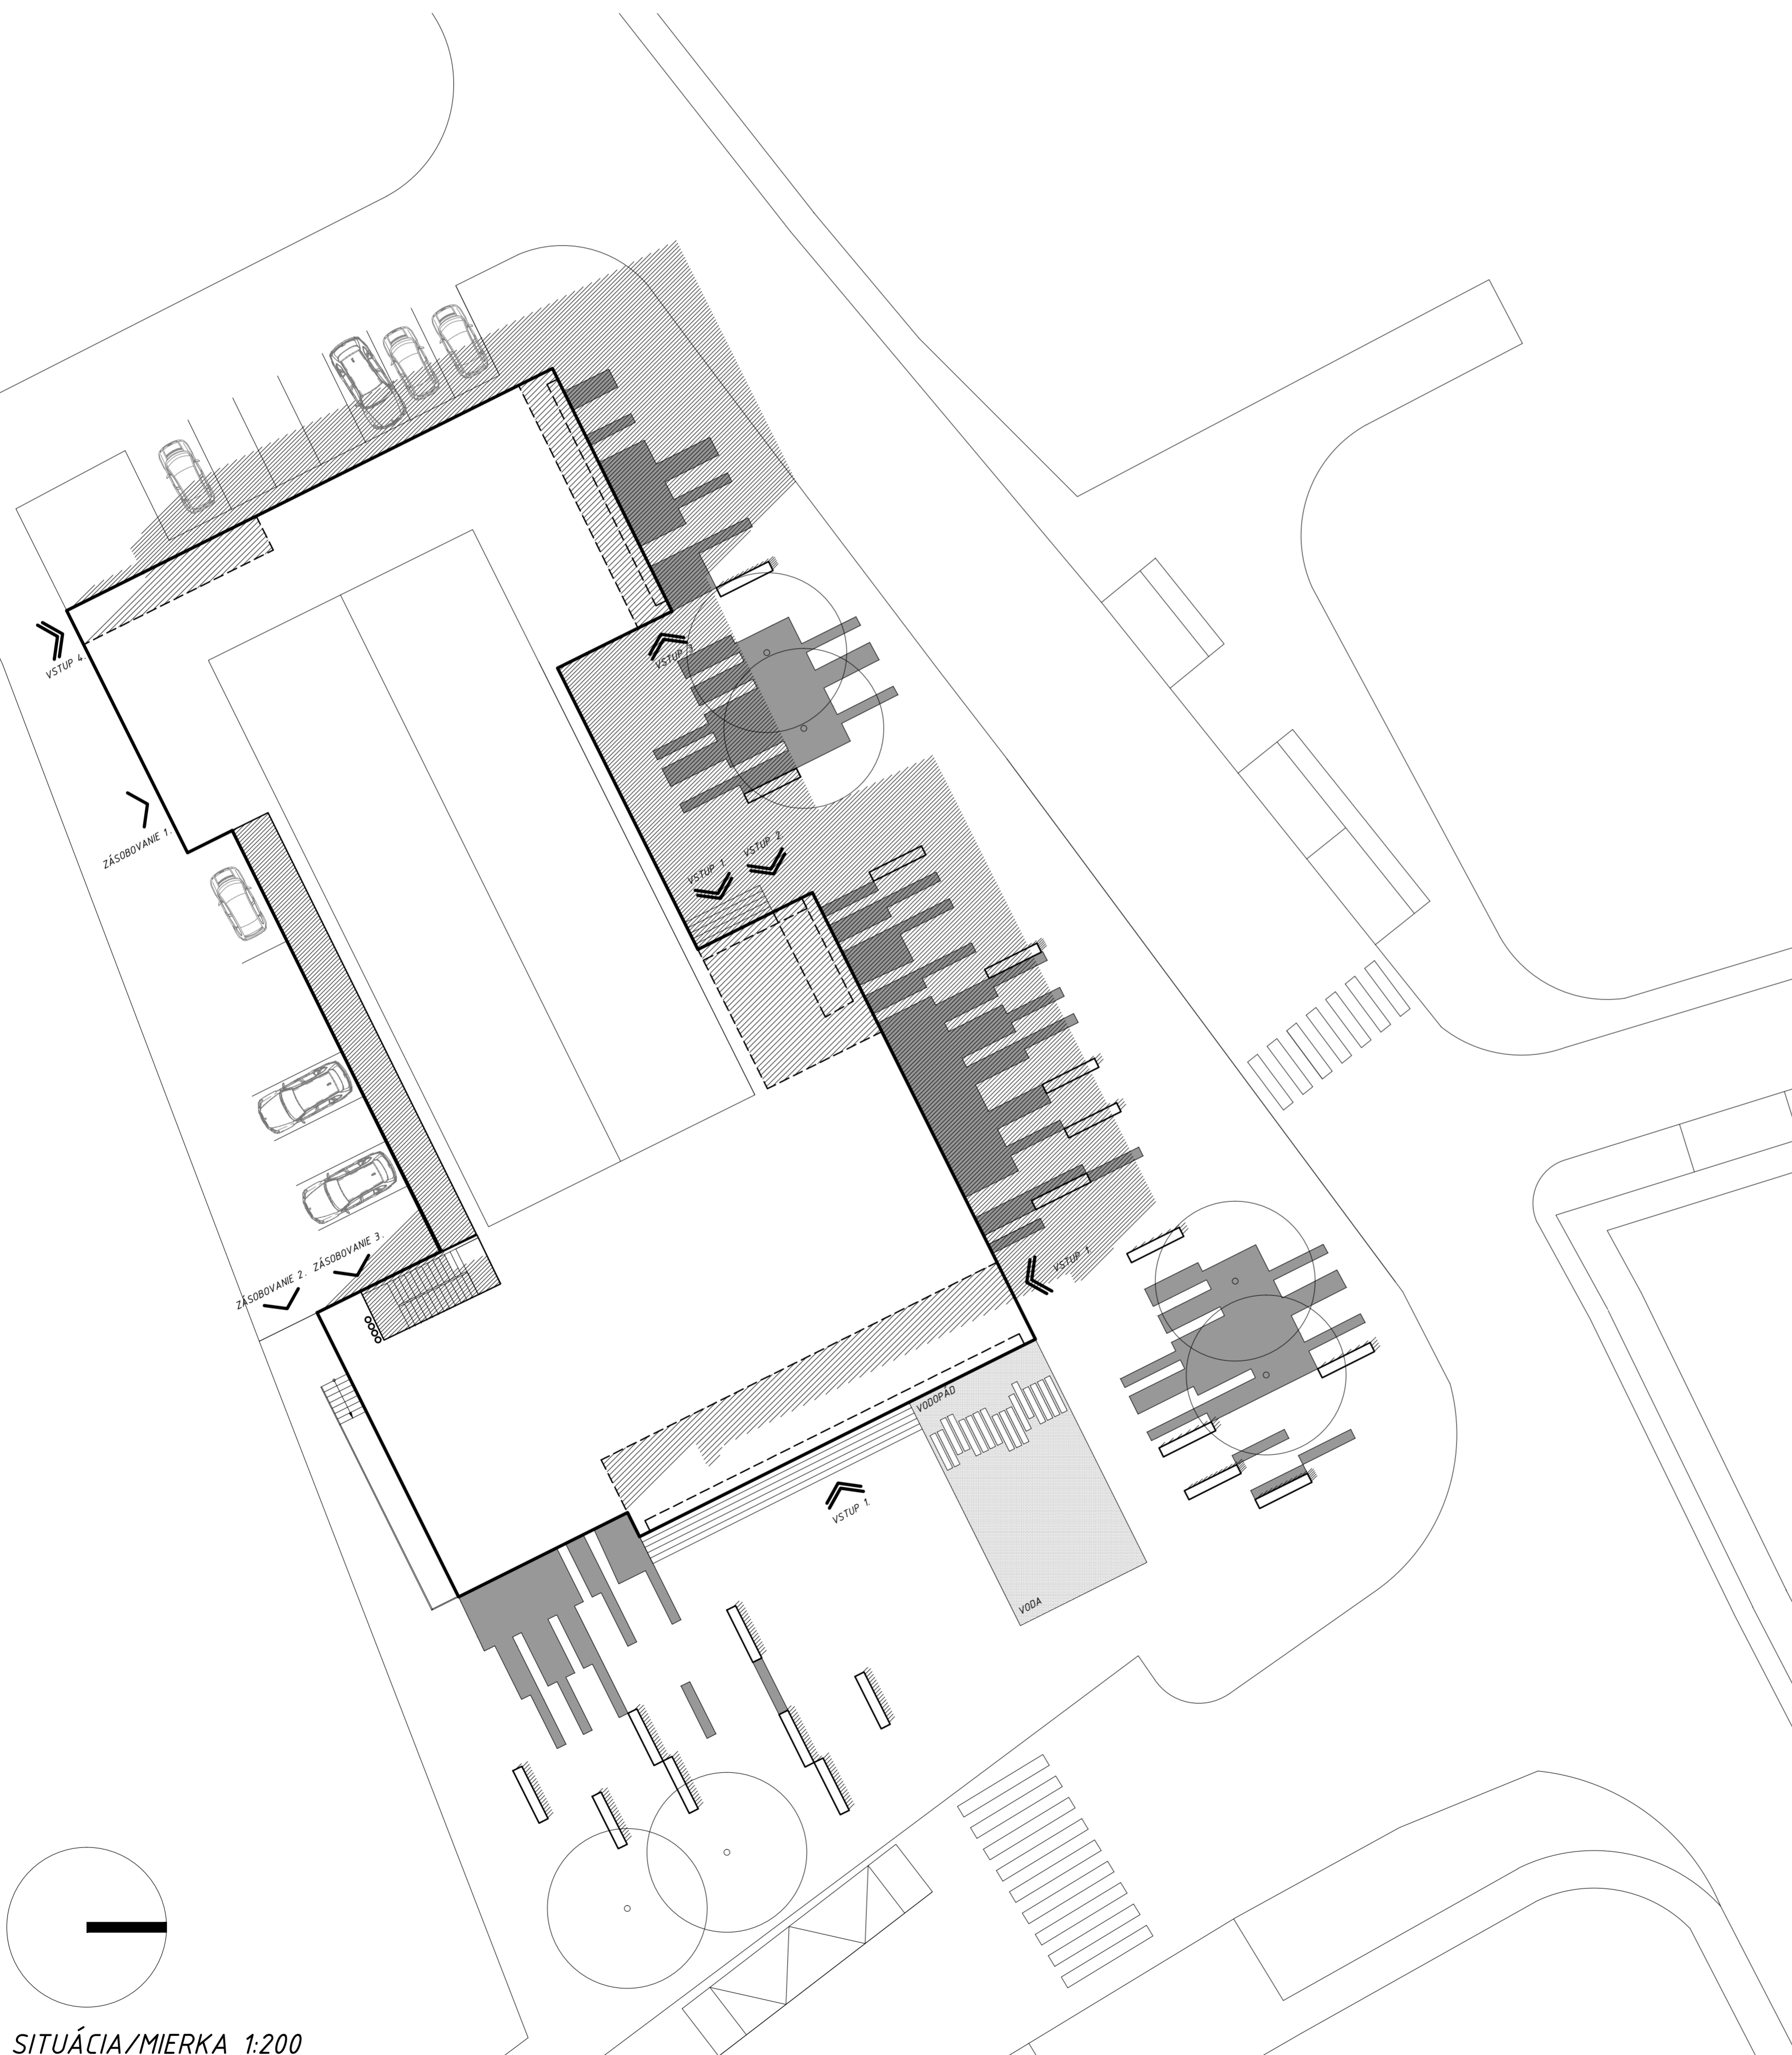 VSTUP 3.
VSTUP 4.
ZÁSOBOVANIE 1.
VSTUP 2.
VSTUP 1.
ZÁSOBOVANIE 2.
ZÁSOBOVANIE 3.
VSTUP 1.
VODOPÁD
VSTUP 1.
VODA
SITUÁCIA/MIERKA 1:200